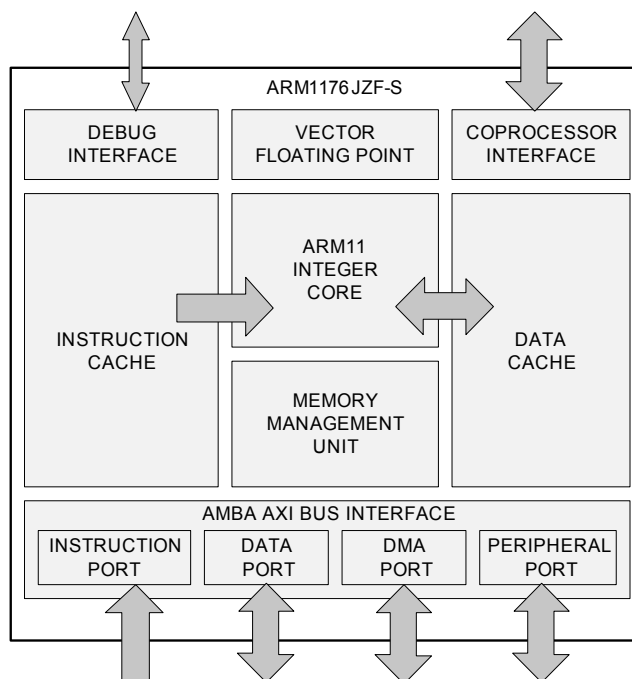 ARM1176JZF-S
DEBUG
INTERFACE
VECTOR
FLOATING POINT
COPROCESSOR
INTERFACE
INSTRUCTION
CACHE
ARM11
INTEGER
CORE
DATA
CACHE
MEMORY
MANAGEMENT
UNIT
AMBA AXI BUS INTERFACE
INSTRUCTION
PORT
DATA
PORT
DMA
PORT
PERIPHERAL
PORT